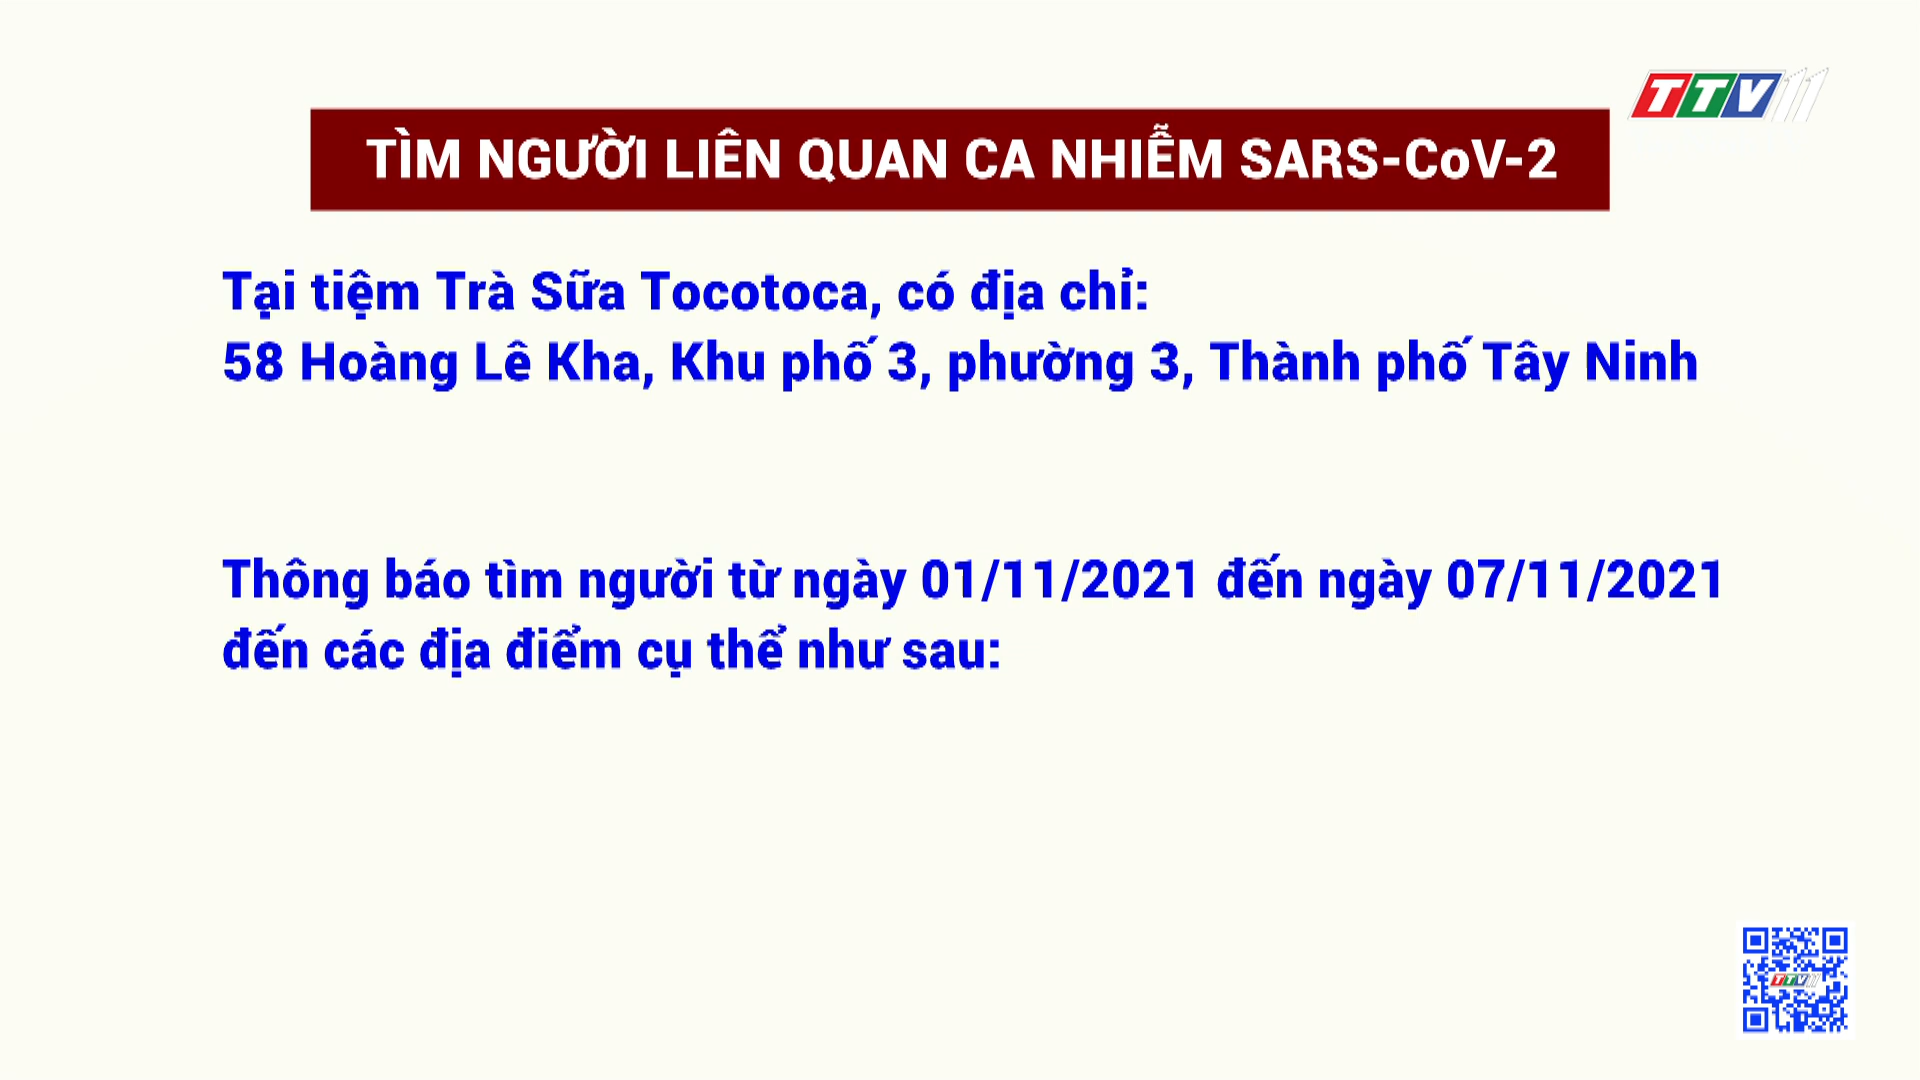 TTV11
TÌM NGƯỜI LIÊN QUAN CA NHIỄM SARS-CoV-2
Tại tiệm Trà Sữa Tocotoca, có địa chỉ:
58 Hoàng Lê Kha, Khu phố 3, phường 3, Thành phố Tây Ninh
Thông báo tìm người từ ngày 01/11/2021 đến ngày 07/11/2021
đến các địa điểm cụ thể như sau:
TTV11